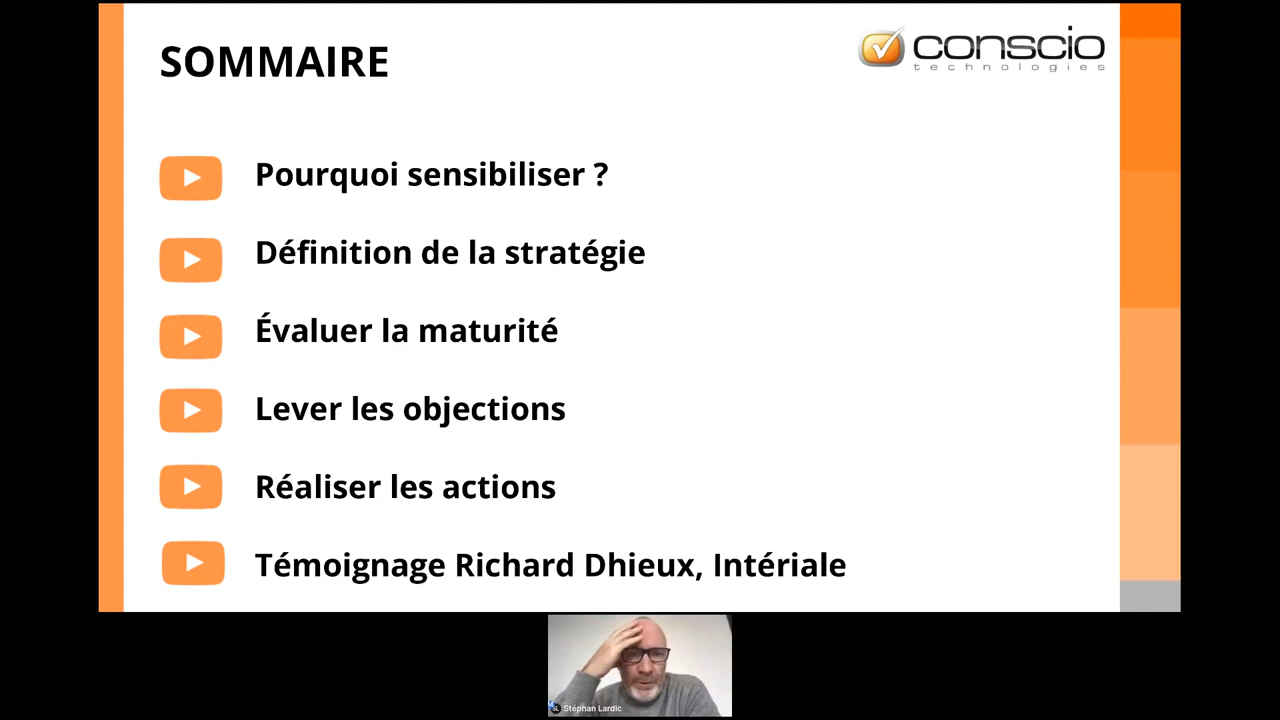 SOMMAIRE
conscio
technologies
Pourquoi sensibiliser ?
Définition de la stratégie
Évaluer la maturité
Lever les objections
Réaliser les actions
Témoignage Richard Dhieux, Intériale
SL Stéphan Lardic